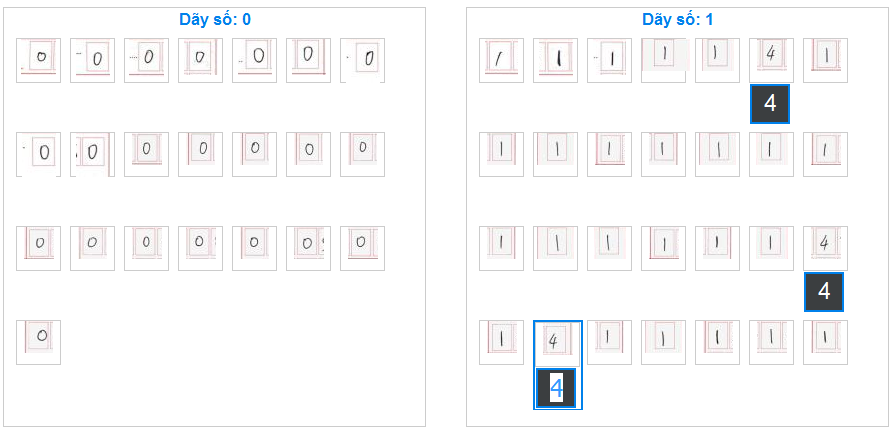 Dãy số: 0
0 0 0 0 0 0 0
0 0 0 0 0 0 0
0 0 0 0 0 0 0
0
Dãy số: 1
1 1 1 1 1 4 1
4
1 1 1 1 1 1 1
1 1 1 1 1 1 4
4
1 4 1 1 1 1 1
4